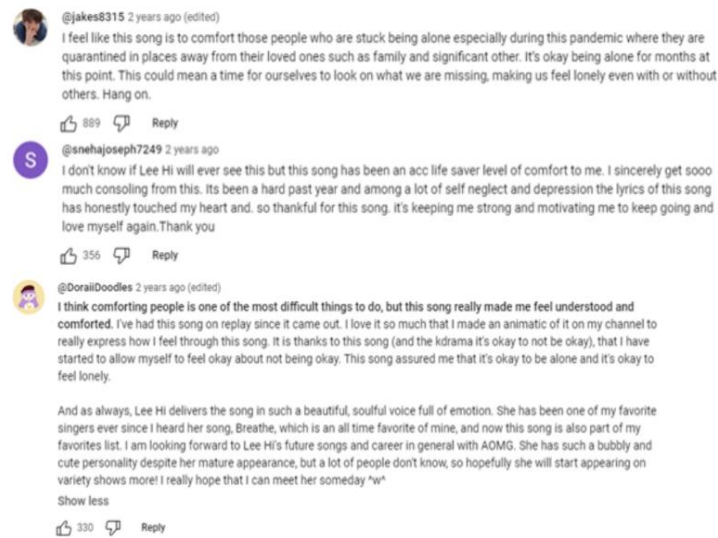 @jakes8315 2 years ago (edited)
I feel like this song is to comfort those people who are stuck being alone especially during this pandemic where they are
quarantined in places away from their loved ones such as family and significant other. It's okay being alone for months at
this point. This could mean a time for ourselves to look on what we are missing, making us feel lonely even with or without
others. Hang on.
889 Reply
S
@snehajoseph7249 2 years ago
I don't know if Lee Hi will ever see this but this song has been an acc life saver level of comfort to me. I sincerely get sooo
much consoling from this. Its been a hard past year and among a lot of self neglect and depression the lyrics of this song
has honestly touched my heart and. so thankful for this song. it's keeping me strong and motivating me to keep going and
love myself again.Thank you
356 Reply
@DoraiiDoodles 2 years ago (edited)
I think comforting people is one of the most difficult things to do, but this song really made me feel understood and
comforted. I've had this song on replay since it came out. I love it so much that I made an animatic of it on my channel to
really express how I feel through this song. It is thanks to this song (and the kdrama it's okay to not be okay), that I have
started to allow myself to feel okay about not being okay. This song assured me that it's okay to be alone and it's okay to
feel lonely.
And as always, Lee Hi delivers the song in such a beautiful, soulful voice full of emotion. She has been one of my favorite
singers ever since I heard her song, Breathe, which is an all time favorite of mine, and now this song is also part of my
favorites list. I am looking forward to Lee Hi's future songs and career in general with AOMG. She has such a bubbly and
cute personality despite her mature appearance, but a lot of people don't know, so hopefully she will start appearing on
variety shows more! I really hope that I can meet her someday ^w^
Show less
330 Reply